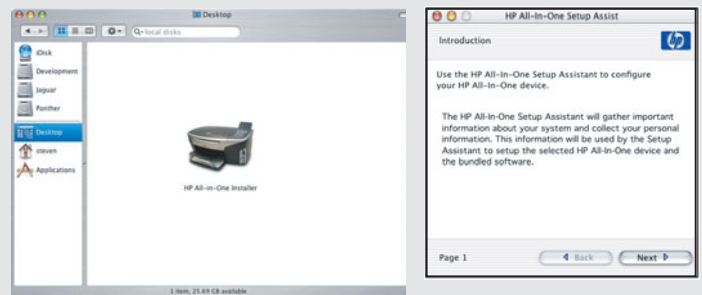 Desktop
Q- local disks
iDisk
Development
Jaguar
Panther
Desktop
steven
Applications
HP All-in-One Installer
1 item, 25.69 GB available
HP All-In-One Setup Assist
Introduction
hp
Use the HP All-In-One Setup Assistant to configure
your HP All-In-One device.
The HP All-In-One Setup Assistant will gather important
information about your system and collect your personal
information. This information will be used by the Setup
Assistant to setup the selected HP All-In-One device and
the bundled software.
Page 1
Back
Next